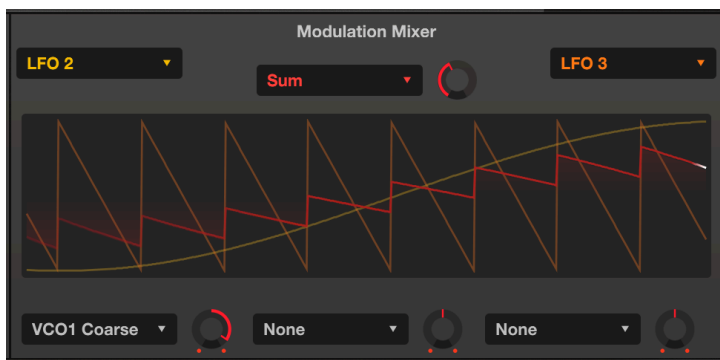 Modulation Mixer
LFO 2
Sum
LFO 3
VCO1 Coarse
None
None